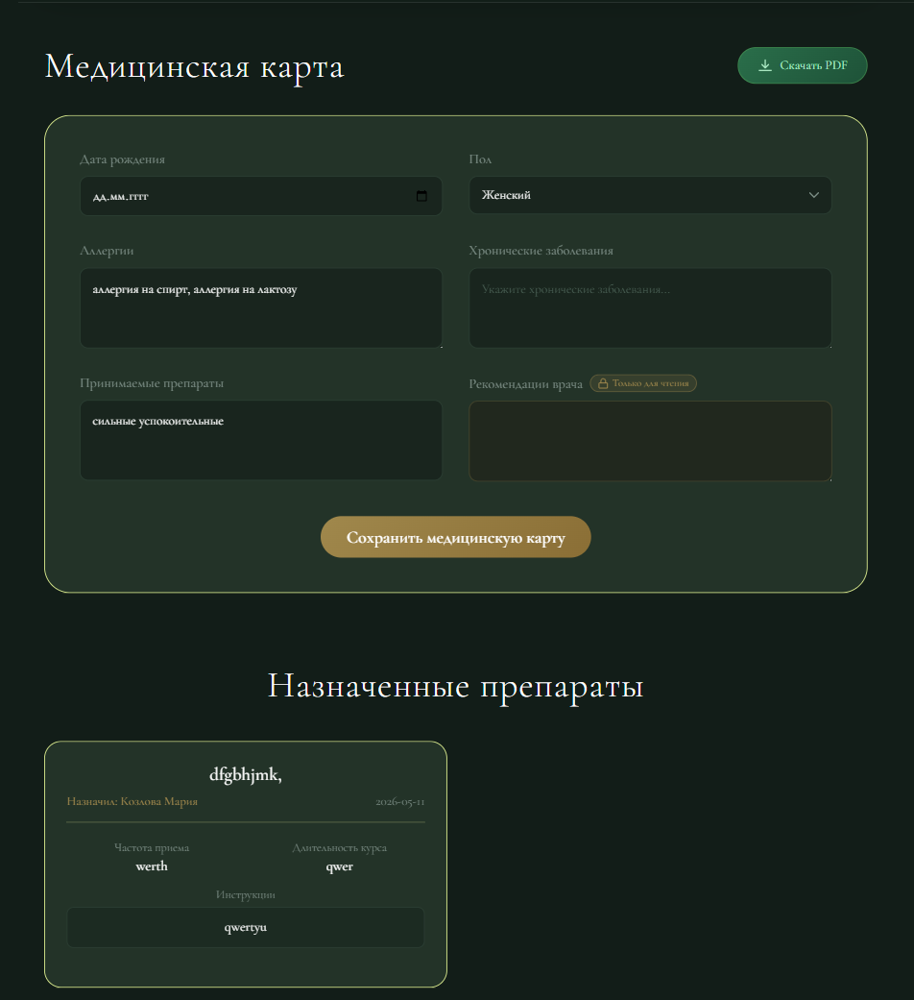 Медицинская карта
Скачать PDF
Дата рождения
Пол
дд.мм.гггг
Женский
Аллергии
Хронические заболевания
аллергия на спирт, аллергия на лактозу
Укажите хронические заболевания...
Принимаемые препараты
Рекомендации врача
Только для чтения
сильные успокоительные
Сохранить медицинскую карту
Назначенные препараты
dfgbhjmk,
Назначил: Козлова Мария
2026-05-11
Частота приема
Длительность курса
werth
qwer
Инструкции
qwertyu